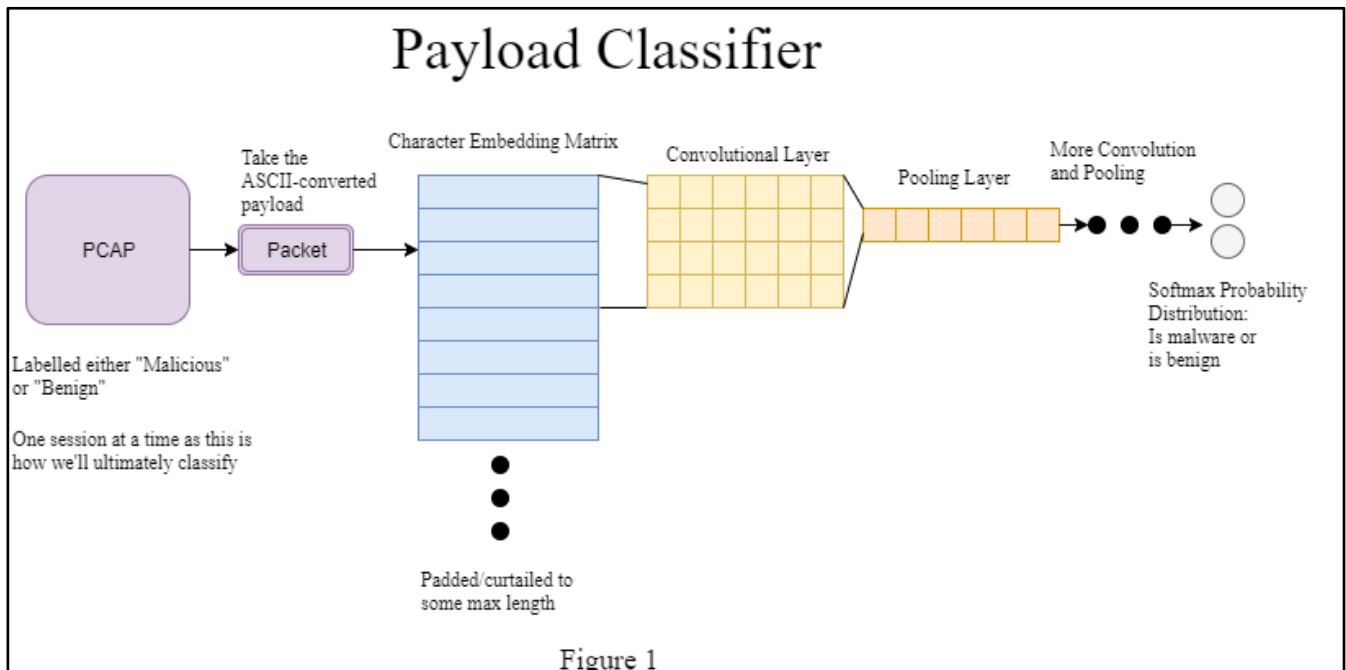 Payload Classifier
Take the
ASCII-converted
payload
Character Embedding Matrix
Convolutional Layer
Pooling Layer
More Convolution
and Pooling
PCAP
Packet
Labelled either "Malicious"
or "Benign"
One session at a time as this is
how we'll ultimately classify
Softmax Probability
Distribution:
Is malware or
is benign
Padded/curtailed to
some max length
Figure 1